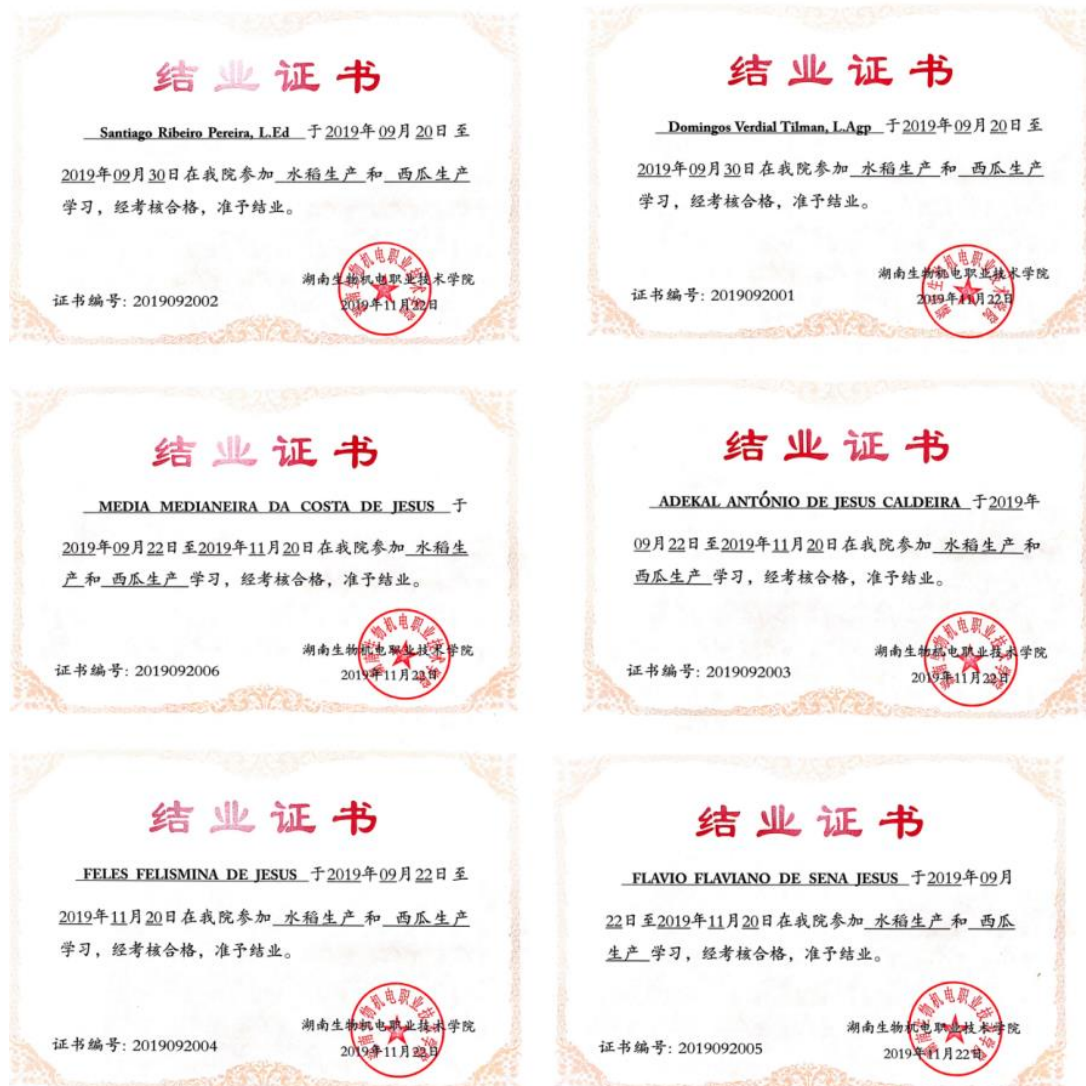 结业证书
Santiago Ribeiro Pereira, L.Ed 于2019年09月20日至
2019年09月30日在我院参加 水稻生产 和 西瓜生产
学习，经考核合格，准予结业。
湖南生物机电职业技术学院
证书编号: 2019092002
2019年11月22日
结业证书
Domingos Verdial Tilman, L.Agp 于2019年09月20日至
2019年09月30日在我院参加 水稻生产 和 西瓜生产
学习，经考核合格，准予结业。
湖南生物机电职业技术学院
证书编号: 2019092001
2019年11月22日
结业证书
MEDIA MEDIANEIRA DA COSTA DE JESUS 于
2019年09月22日至2019年11月20日在我院参加 水稻生
产 和 西瓜生产 学习，经考核合格，准予结业。
湖南生物机电职业技术学院
证书编号: 2019092006
2019年11月22日
结业证书
ADEKAL ANTÓNIO DE JESUS CALDEIRA 于2019年
09月22日至2019年11月20日在我院参加 水稻生产 和
西瓜生产 学习，经考核合格，准予结业。
湖南生物机电职业技术学院
证书编号: 2019092003
2019年11月22日
结业证书
FELES FELISMINA DE JESUS 于2019年09月22日至
2019年11月20日在我院参加 水稻生产 和 西瓜生产
学习，经考核合格，准予结业。
湖南生物机电职业技术学院
证书编号: 2019092004
2019年11月22日
结业证书
FLAVIO FLAVIANO DE SENA JESUS 于2019年09月
22日至2019年11月20日在我院参加 水稻生产 和 西瓜
生产 学习，经考核合格，准予结业。
湖南生物机电职业技术学院
证书编号: 2019092005
2019年11月22日